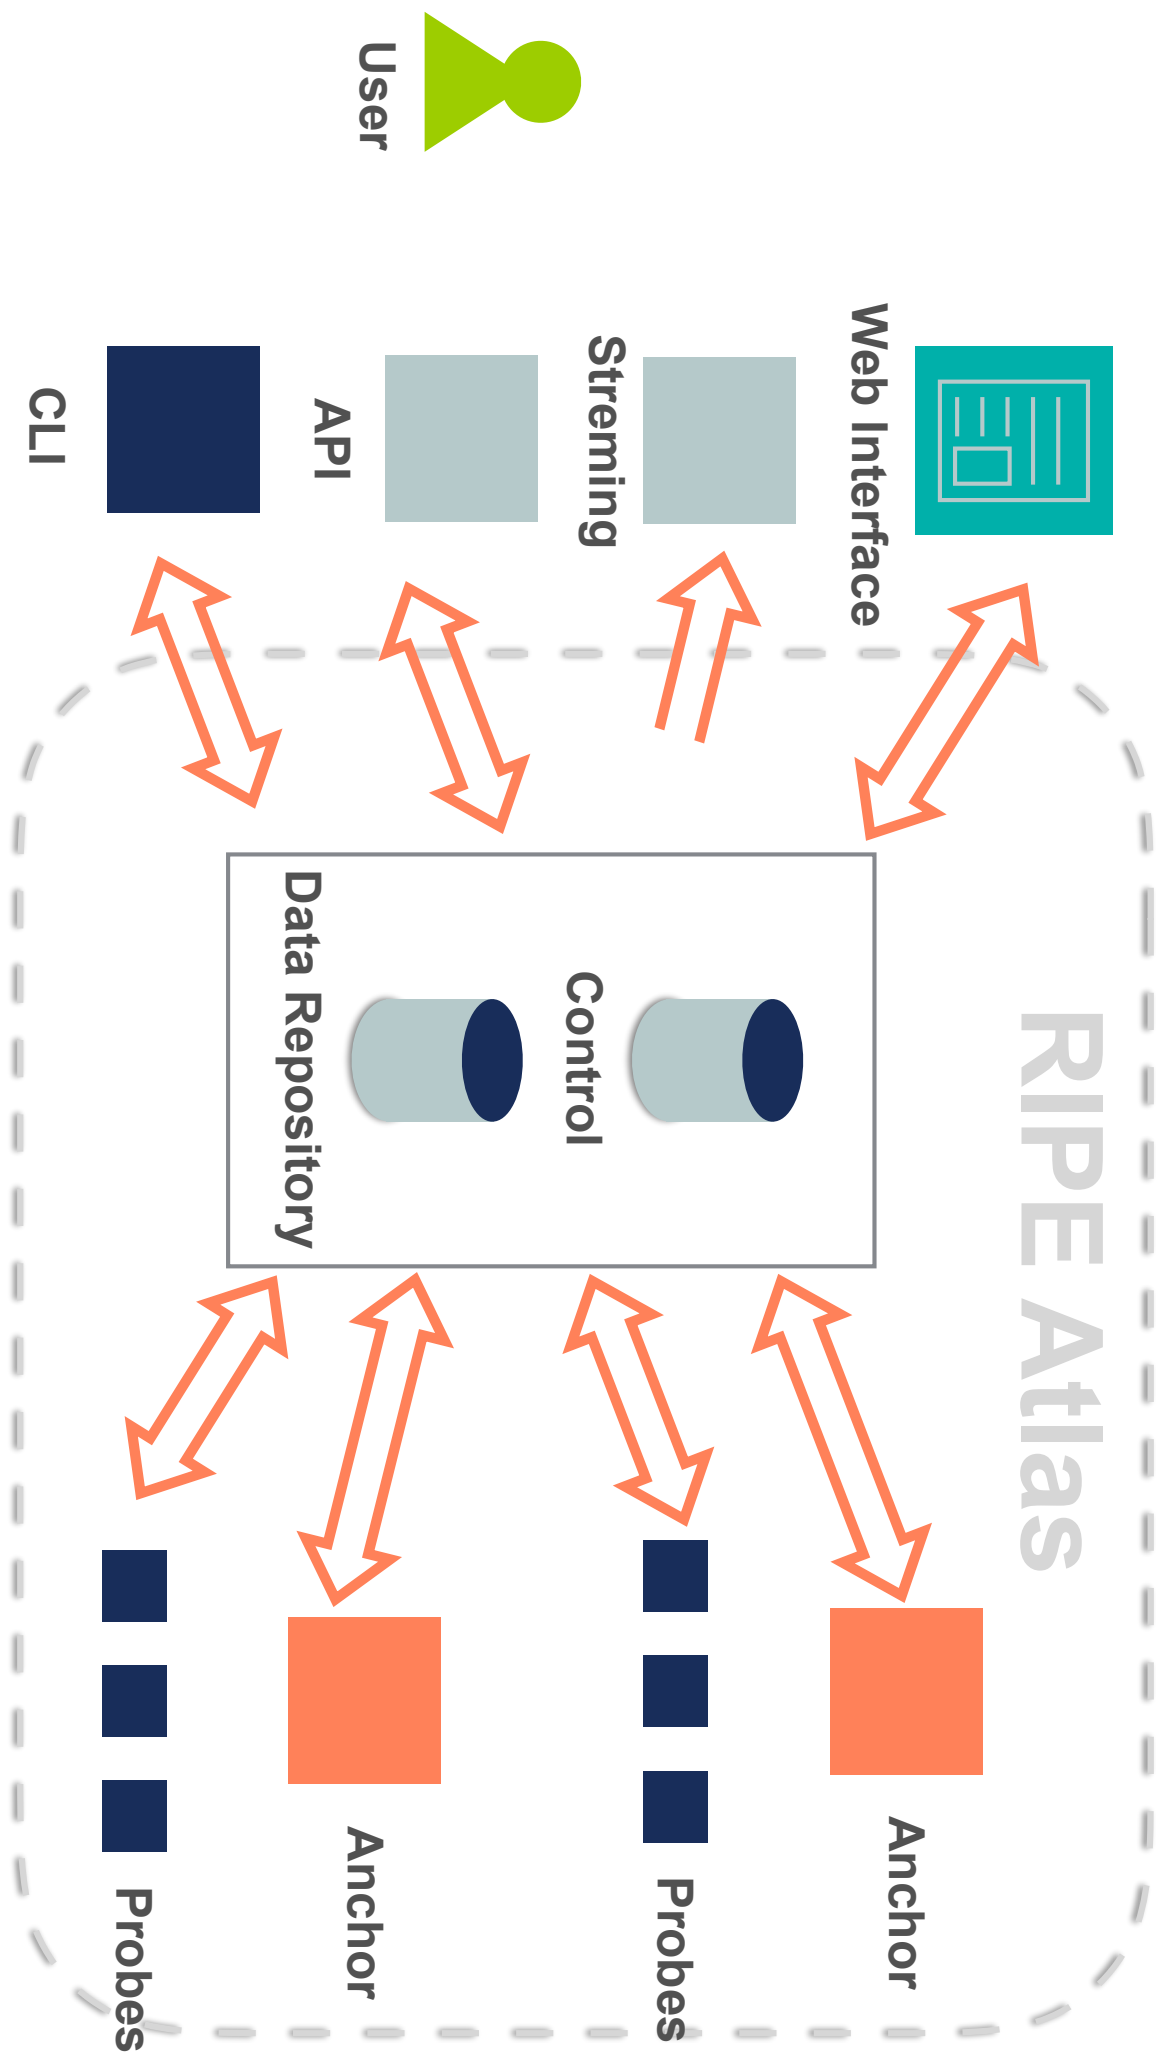 RIPE Atlas
User
Web Interface
Streming
API
CLI
Control
Data Repository
Anchor
Probes
Anchor
Probes